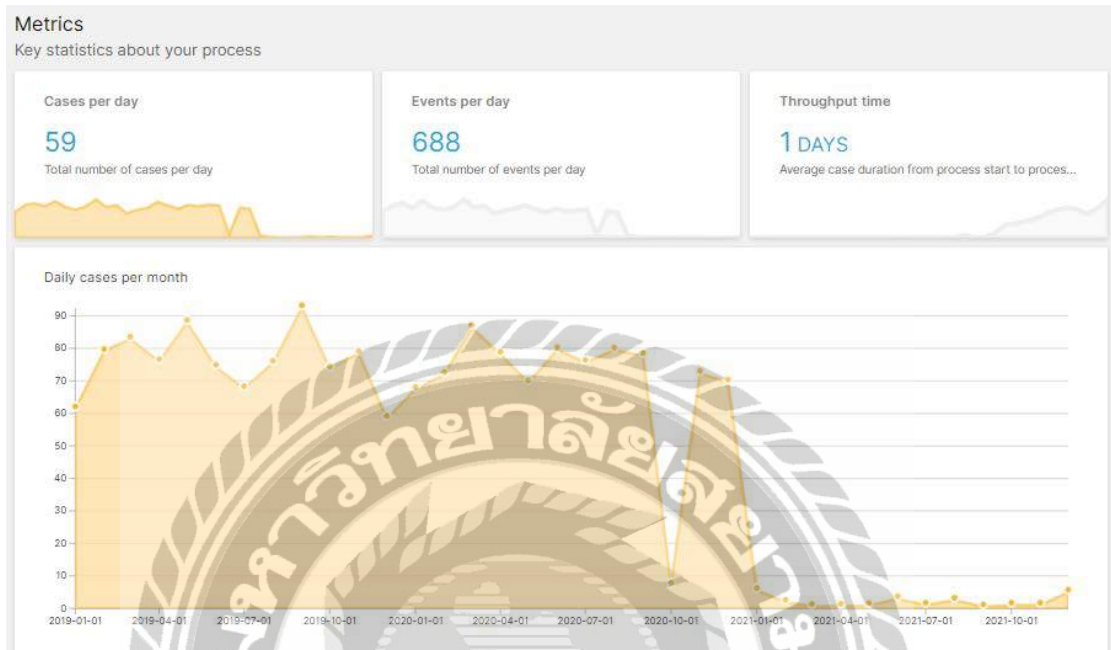 Metrics
Key statistics about your process
Cases per day
59
Total number of cases per day
Events per day
688
Total number of events per day
Throughput time
1 DAYS
Average case duration from process start to proces...
Daily cases per month
90
80
70
60
50
40
30
20
10
0
2019-01-01 2019-04-01 2019-07-01 2019-10-01 2020-01-01 2020-04-01 2020-07-01 2020-10-01 2021-01-01 2021-04-01 2021-07-01 2021-10-01